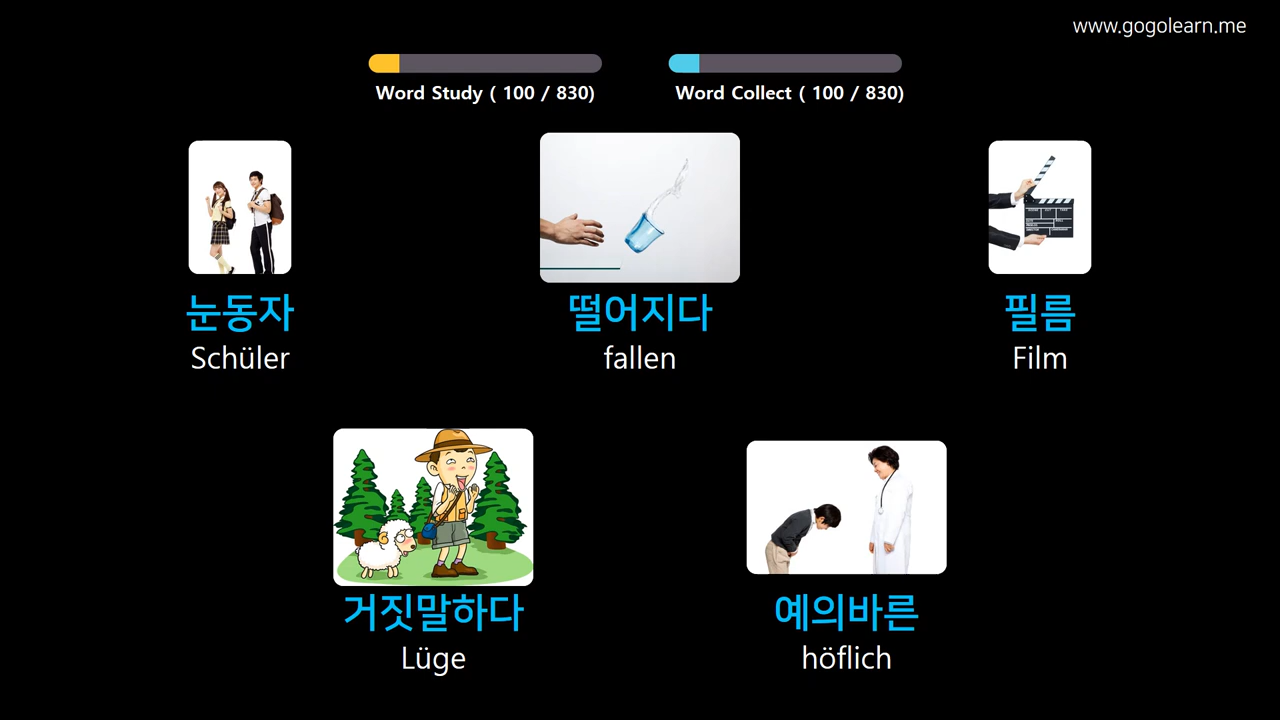 www.gogolearn.me
Word Study ( 100 / 830)
Word Collect ( 100 / 830)
눈동자
Schüler
떨어지다
fallen
필름
Film
거짓말하다
Lüge
예의바른
höflich